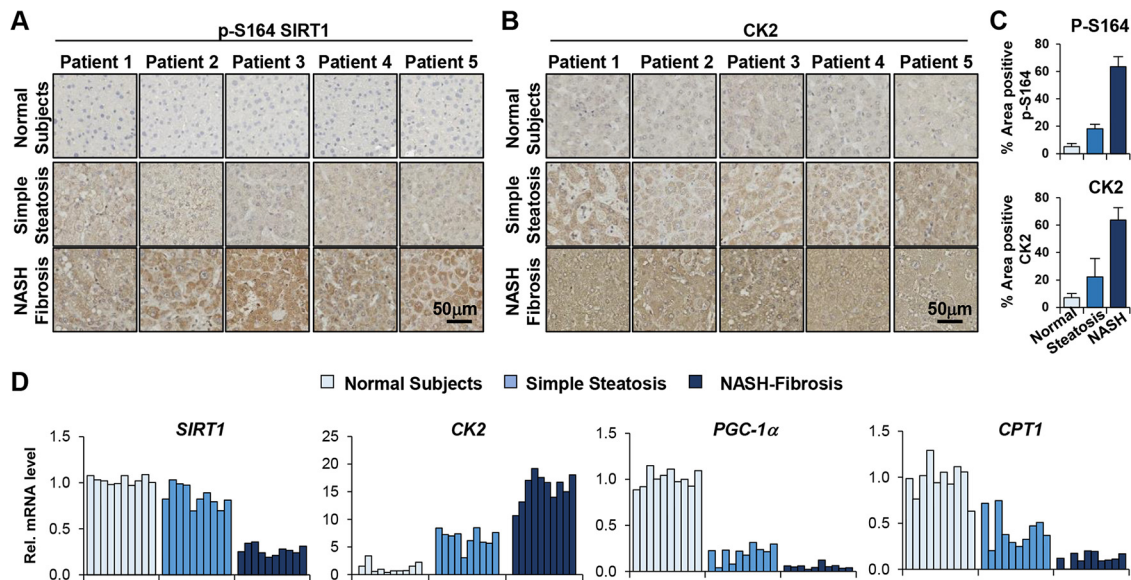 A
p-S164 SIRT1
Patient 1 Patient 2 Patient 3 Patient 4 Patient 5
Normal
Subjects
Simple
Steatosis
NASH
Fibrosis
50μm
B
CK2
Patient 1 Patient 2 Patient 3 Patient 4 Patient 5
Normal
Subjects
Simple
Steatosis
NASH
Fibrosis
50μm
C
P-S164
% Area positive
p-S164
80
60
40
20
0
CK2
% Area positive
CK2
80
60
40
20
0
Normal
Steatosis
NASH
D
Normal Subjects Simple Steatosis NASH-Fibrosis
Rel. mRNA level
SIRT1
1.5
1.0
0.5
0.0
CK2
25
20
15
10
5
0
PGC-1α
1.5
1.0
0.5
0.0
CPT1
1.5
1.0
0.5
0.0